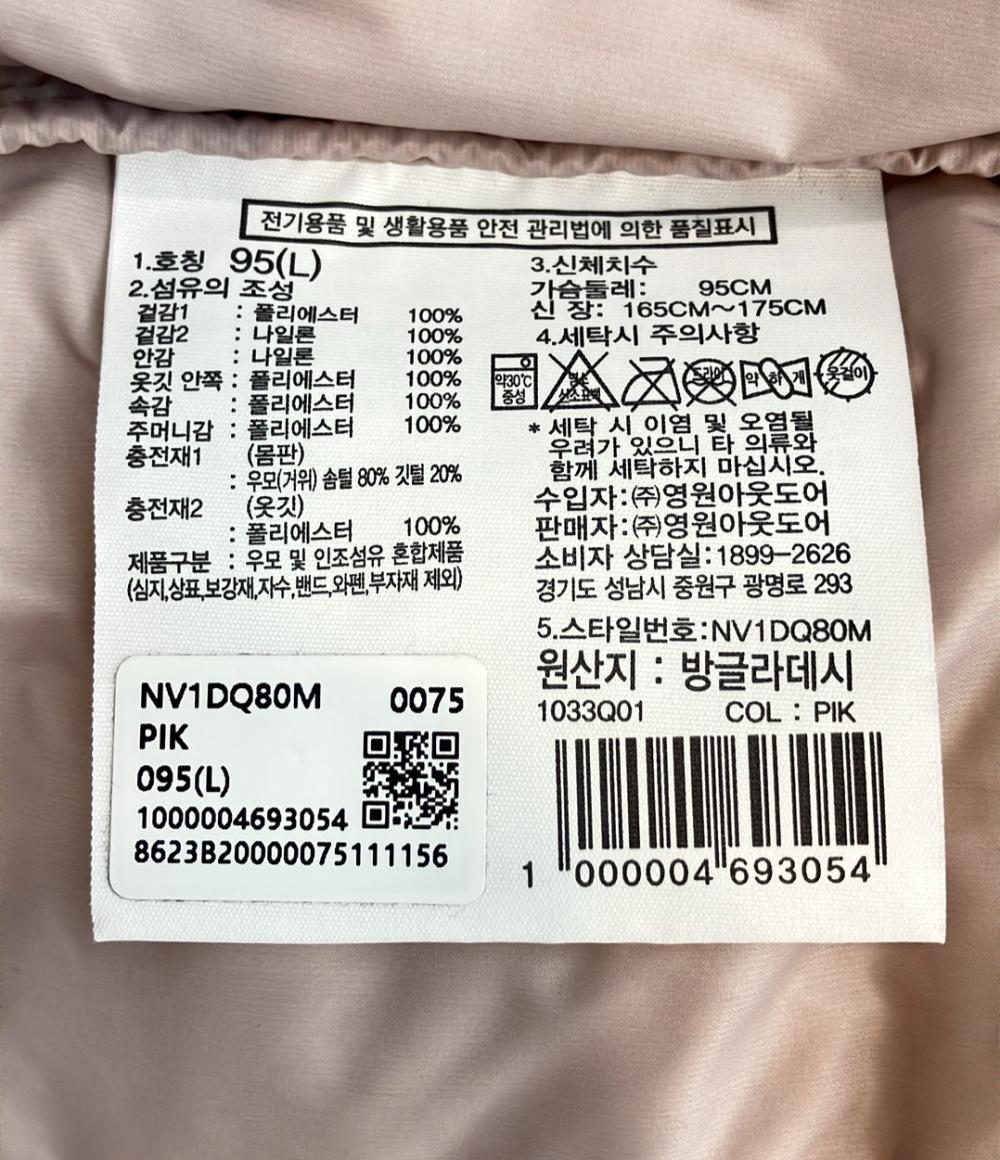 전기용품 및 생활용품 안전 관리법에 의한 품질표시
1.호칭 95(L)
2.섬유의 조성
겉감1 : 폴리에스터 100%
겉감2 : 나일론 100%
안감 : 나일론 100%
옷깃 안쪽 : 폴리에스터 100%
속감 : 폴리에스터 100%
주머니감 : 폴리에스터 100%
충전재1 (몸판)
: 우모(거위) 솜털 80% 깃털 20%
충전재2 (옷깃)
: 폴리에스터 100%
제품구분 : 우모 및 인조섬유 혼합제품
(심지,상표,보강재,자수,밴드,와펜,부자재 제외)
3.신체치수
가슴둘레: 95CM
신 장: 165CM~175CM
4.세탁시 주의사항
약30℃ 중성 염소 산소표백 드라이 약하게 옷걸이
* 세탁 시 이염 및 오염될
우려가 있으니 타 의류와
함께 세탁하지 마십시오.
수입자:㈜영원아웃도어
판매자:㈜영원아웃도어
소비자 상담실:1899-2626
경기도 성남시 중원구 광명로 293
5.스타일번호:NV1DQ80M
원산지 : 방글라데시
1033Q01 COL : PIK
1 000004 693054
NV1DQ80M 0075
PIK
095(L)
1000004693054
8623B20000075111156